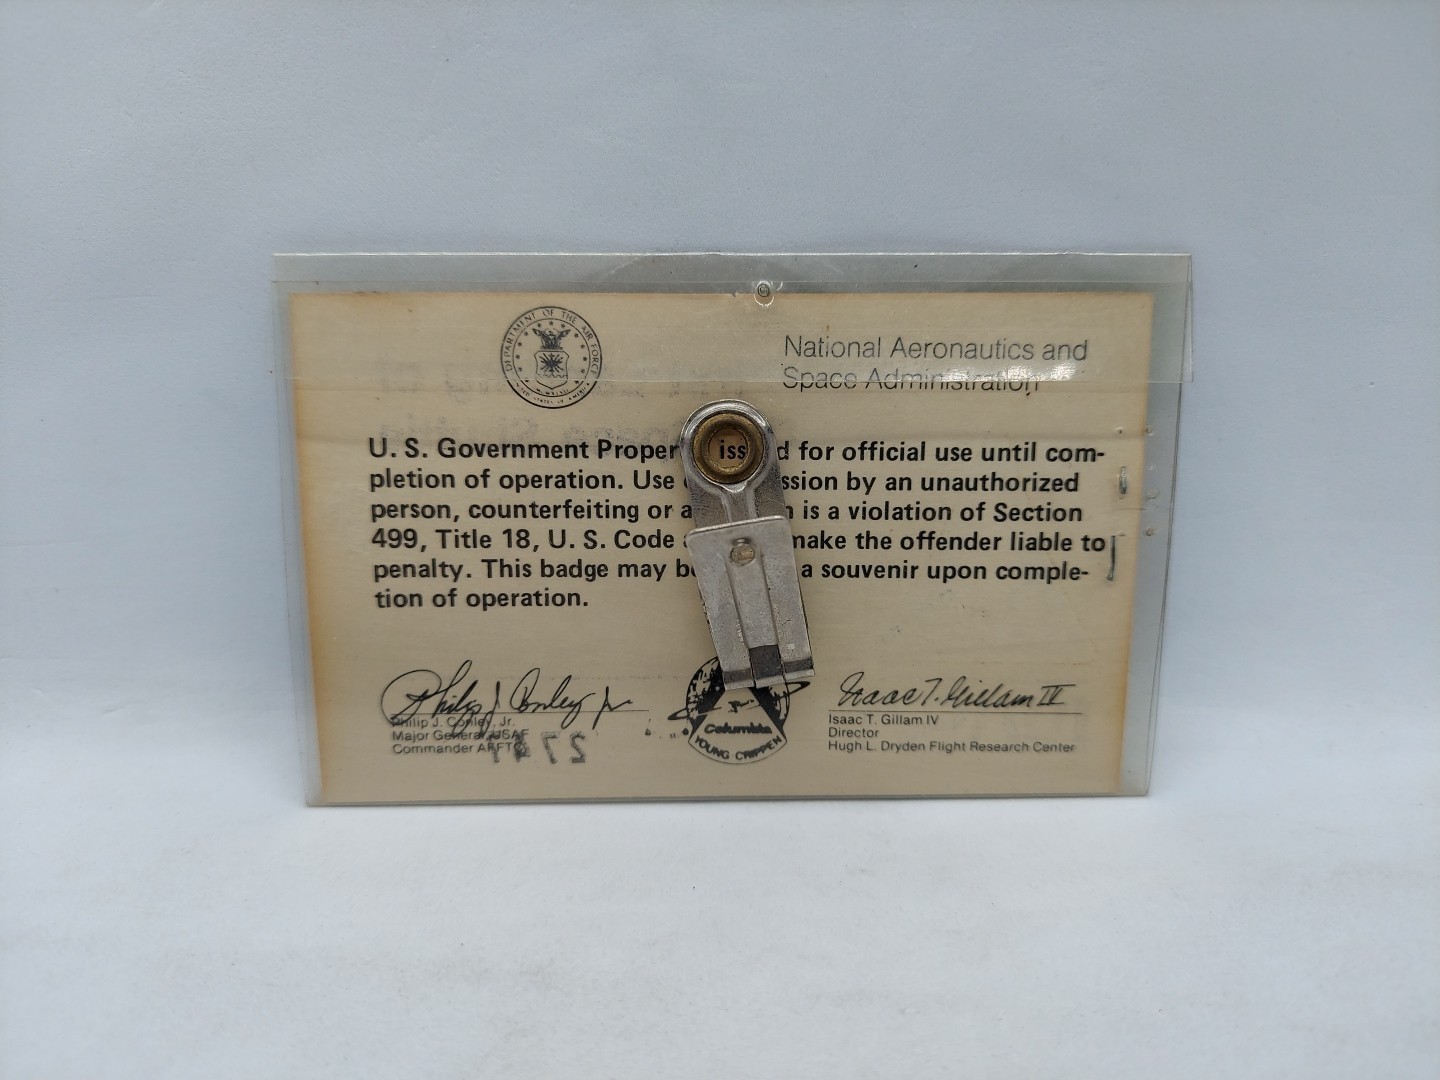 DEPARTMENT OF THE AIR FORCE
UNITED STATES OF AMERICA
National Aeronautics and
Space Administration
U. S. Government Proper iss d for official use until com-
pletion of operation. Use ssion by an unauthorized
person, counterfeiting or a n is a violation of Section
499, Title 18, U. S. Code make the offender liable to
penalty. This badge may be a souvenir upon comple-
tion of operation.
Philip J. Conley Jr
Philip J. Conley, Jr.
Major General, USAF
Commander AFFTC
Columbia
YOUNG CRIPPEN
Isaac T. Gillam IV
Isaac T. Gillam IV
Director
Hugh L. Dryden Flight Research Center